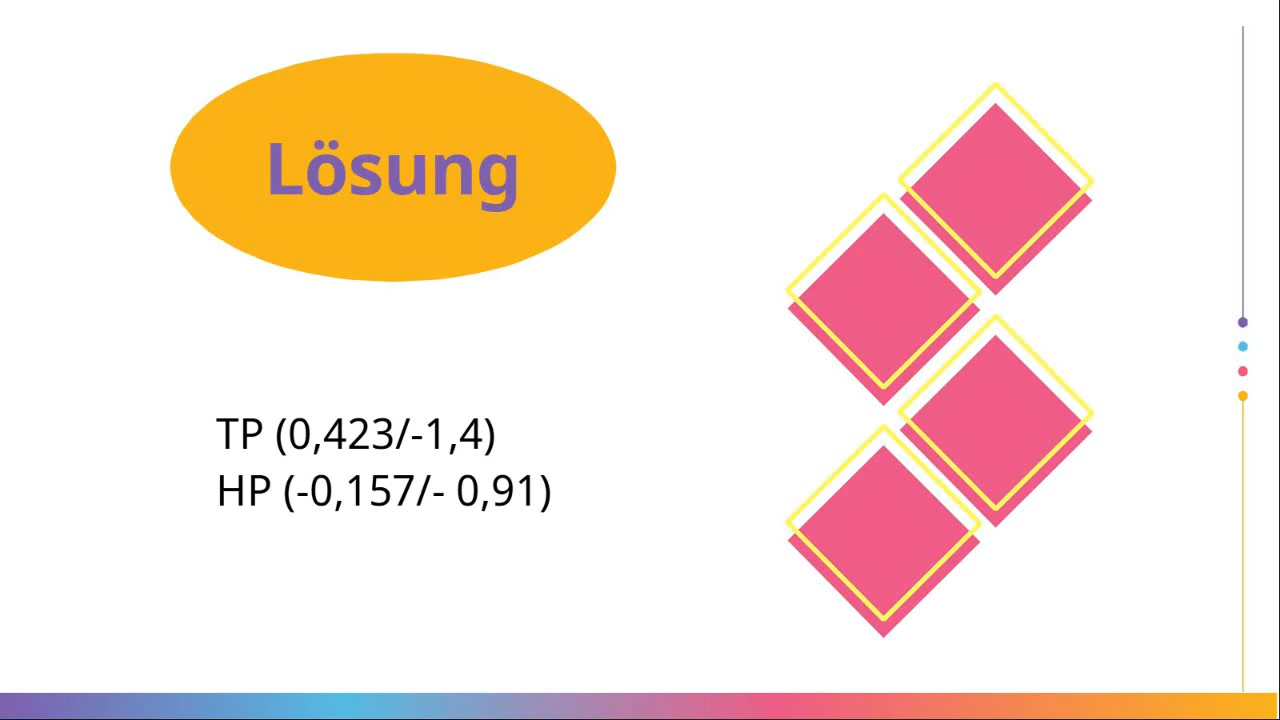 Lösung
TP (0,423/-1,4)
HP (-0,157/- 0,91)